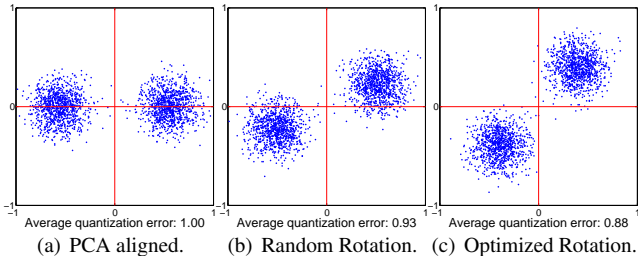 1 1 1
0 0 0
-1 -1 -1
-1 0 1 -1 0 1 -1 0 1
Average quantization error: 1.00 Average quantization error: 0.93 Average quantization error: 0.88
(a) PCA aligned. (b) Random Rotation. (c) Optimized Rotation.